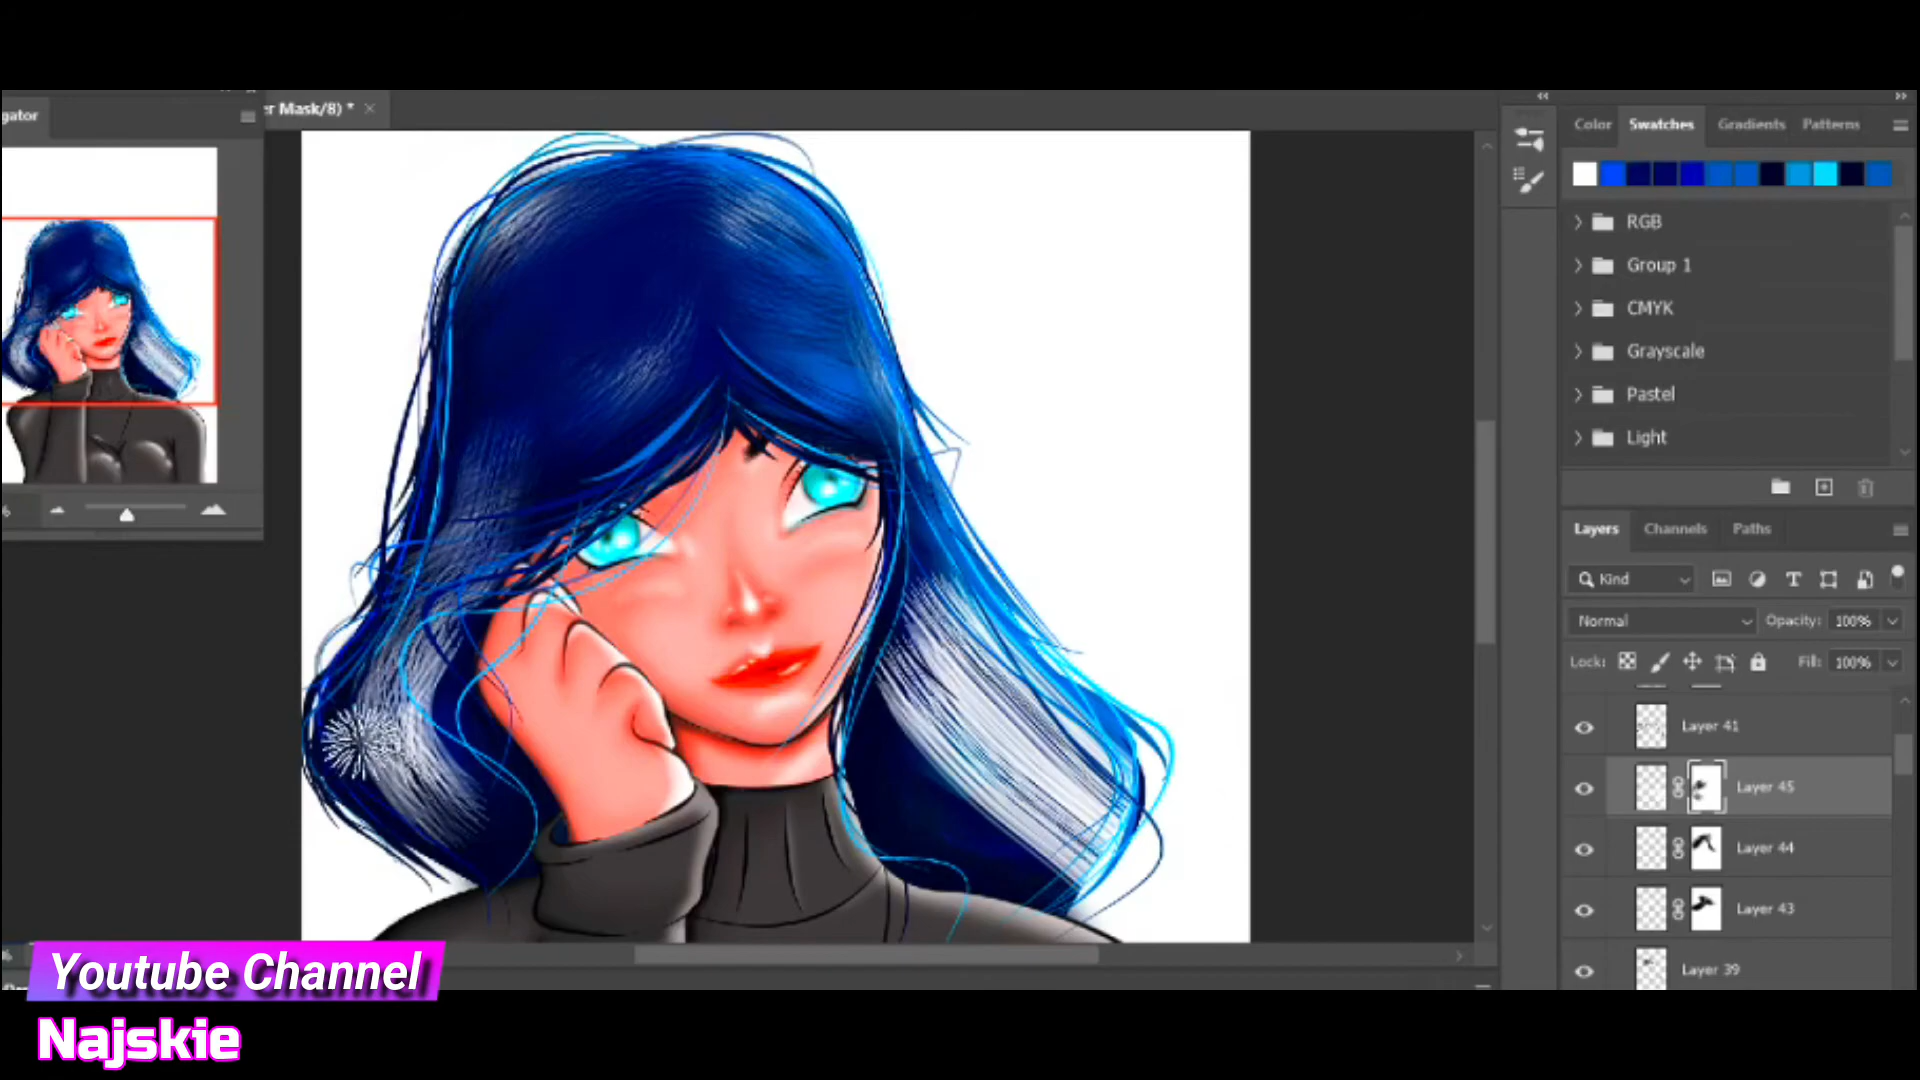 gator
er Mask/8) *
Color Swatches Gradients Patterns
RGB
Group 1
CMYK
Grayscale
Pastel
Light
Layers Channels Paths
Kind
Normal Opacity: 100%
Lock: Fill: 100%
Layer 41
Layer 45
Layer 44
Layer 43
Layer 39
%
Youtube Channel
Najskie